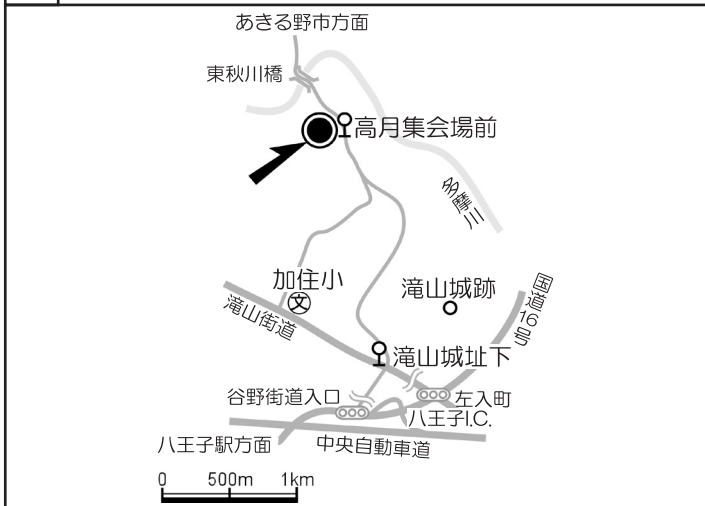 あきる野市方面
東秋川橋
高月集会場前
多摩川
加住小
文
滝山城跡
国道16号
滝山街道
滝山城址下
谷野街道入口
左入町
八王子I.C.
八王子駅方面
中央自動車道
0 500m 1km